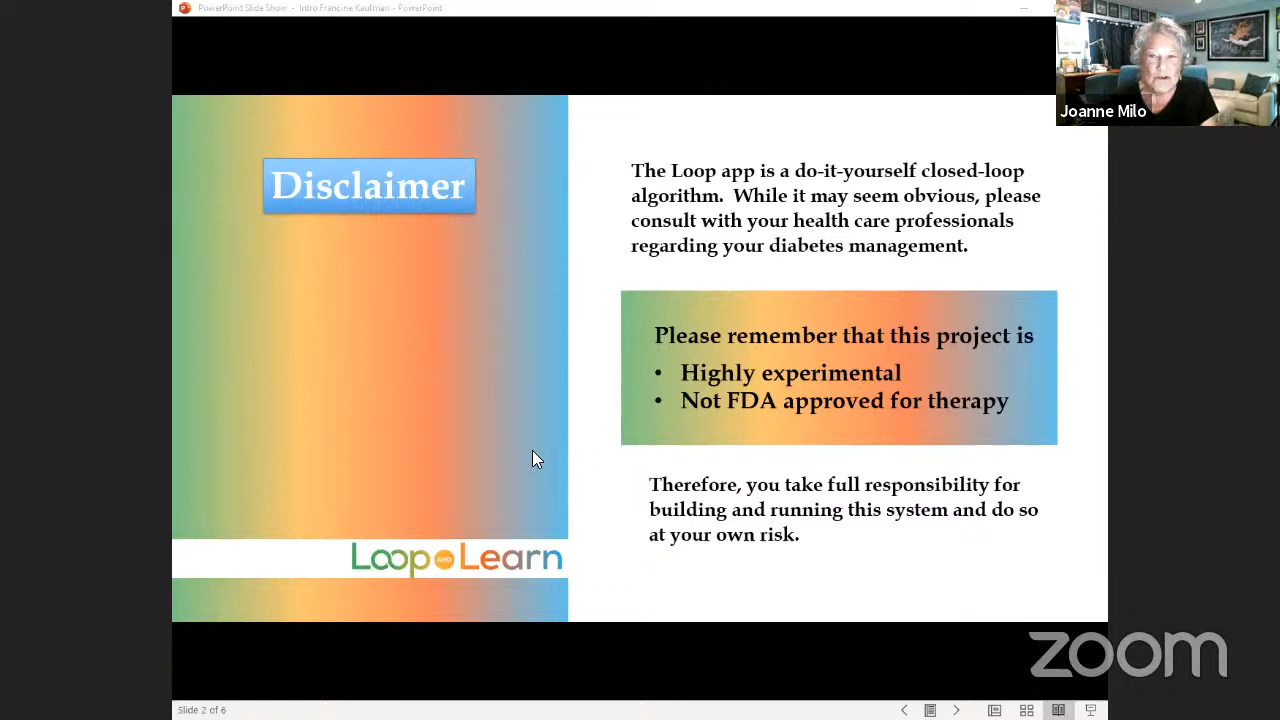 PowerPoint Slide Show - Intro Francine Kaufman - PowerPoint
Joanne Milo
Disclaimer
The Loop app is a do-it-yourself closed-loop
algorithm. While it may seem obvious, please
consult with your health care professionals
regarding your diabetes management.
Please remember that this project is
• Highly experimental
• Not FDA approved for therapy
Therefore, you take full responsibility for
building and running this system and do so
at your own risk.
Loop AND Learn
zoom
Slide 2 of 6